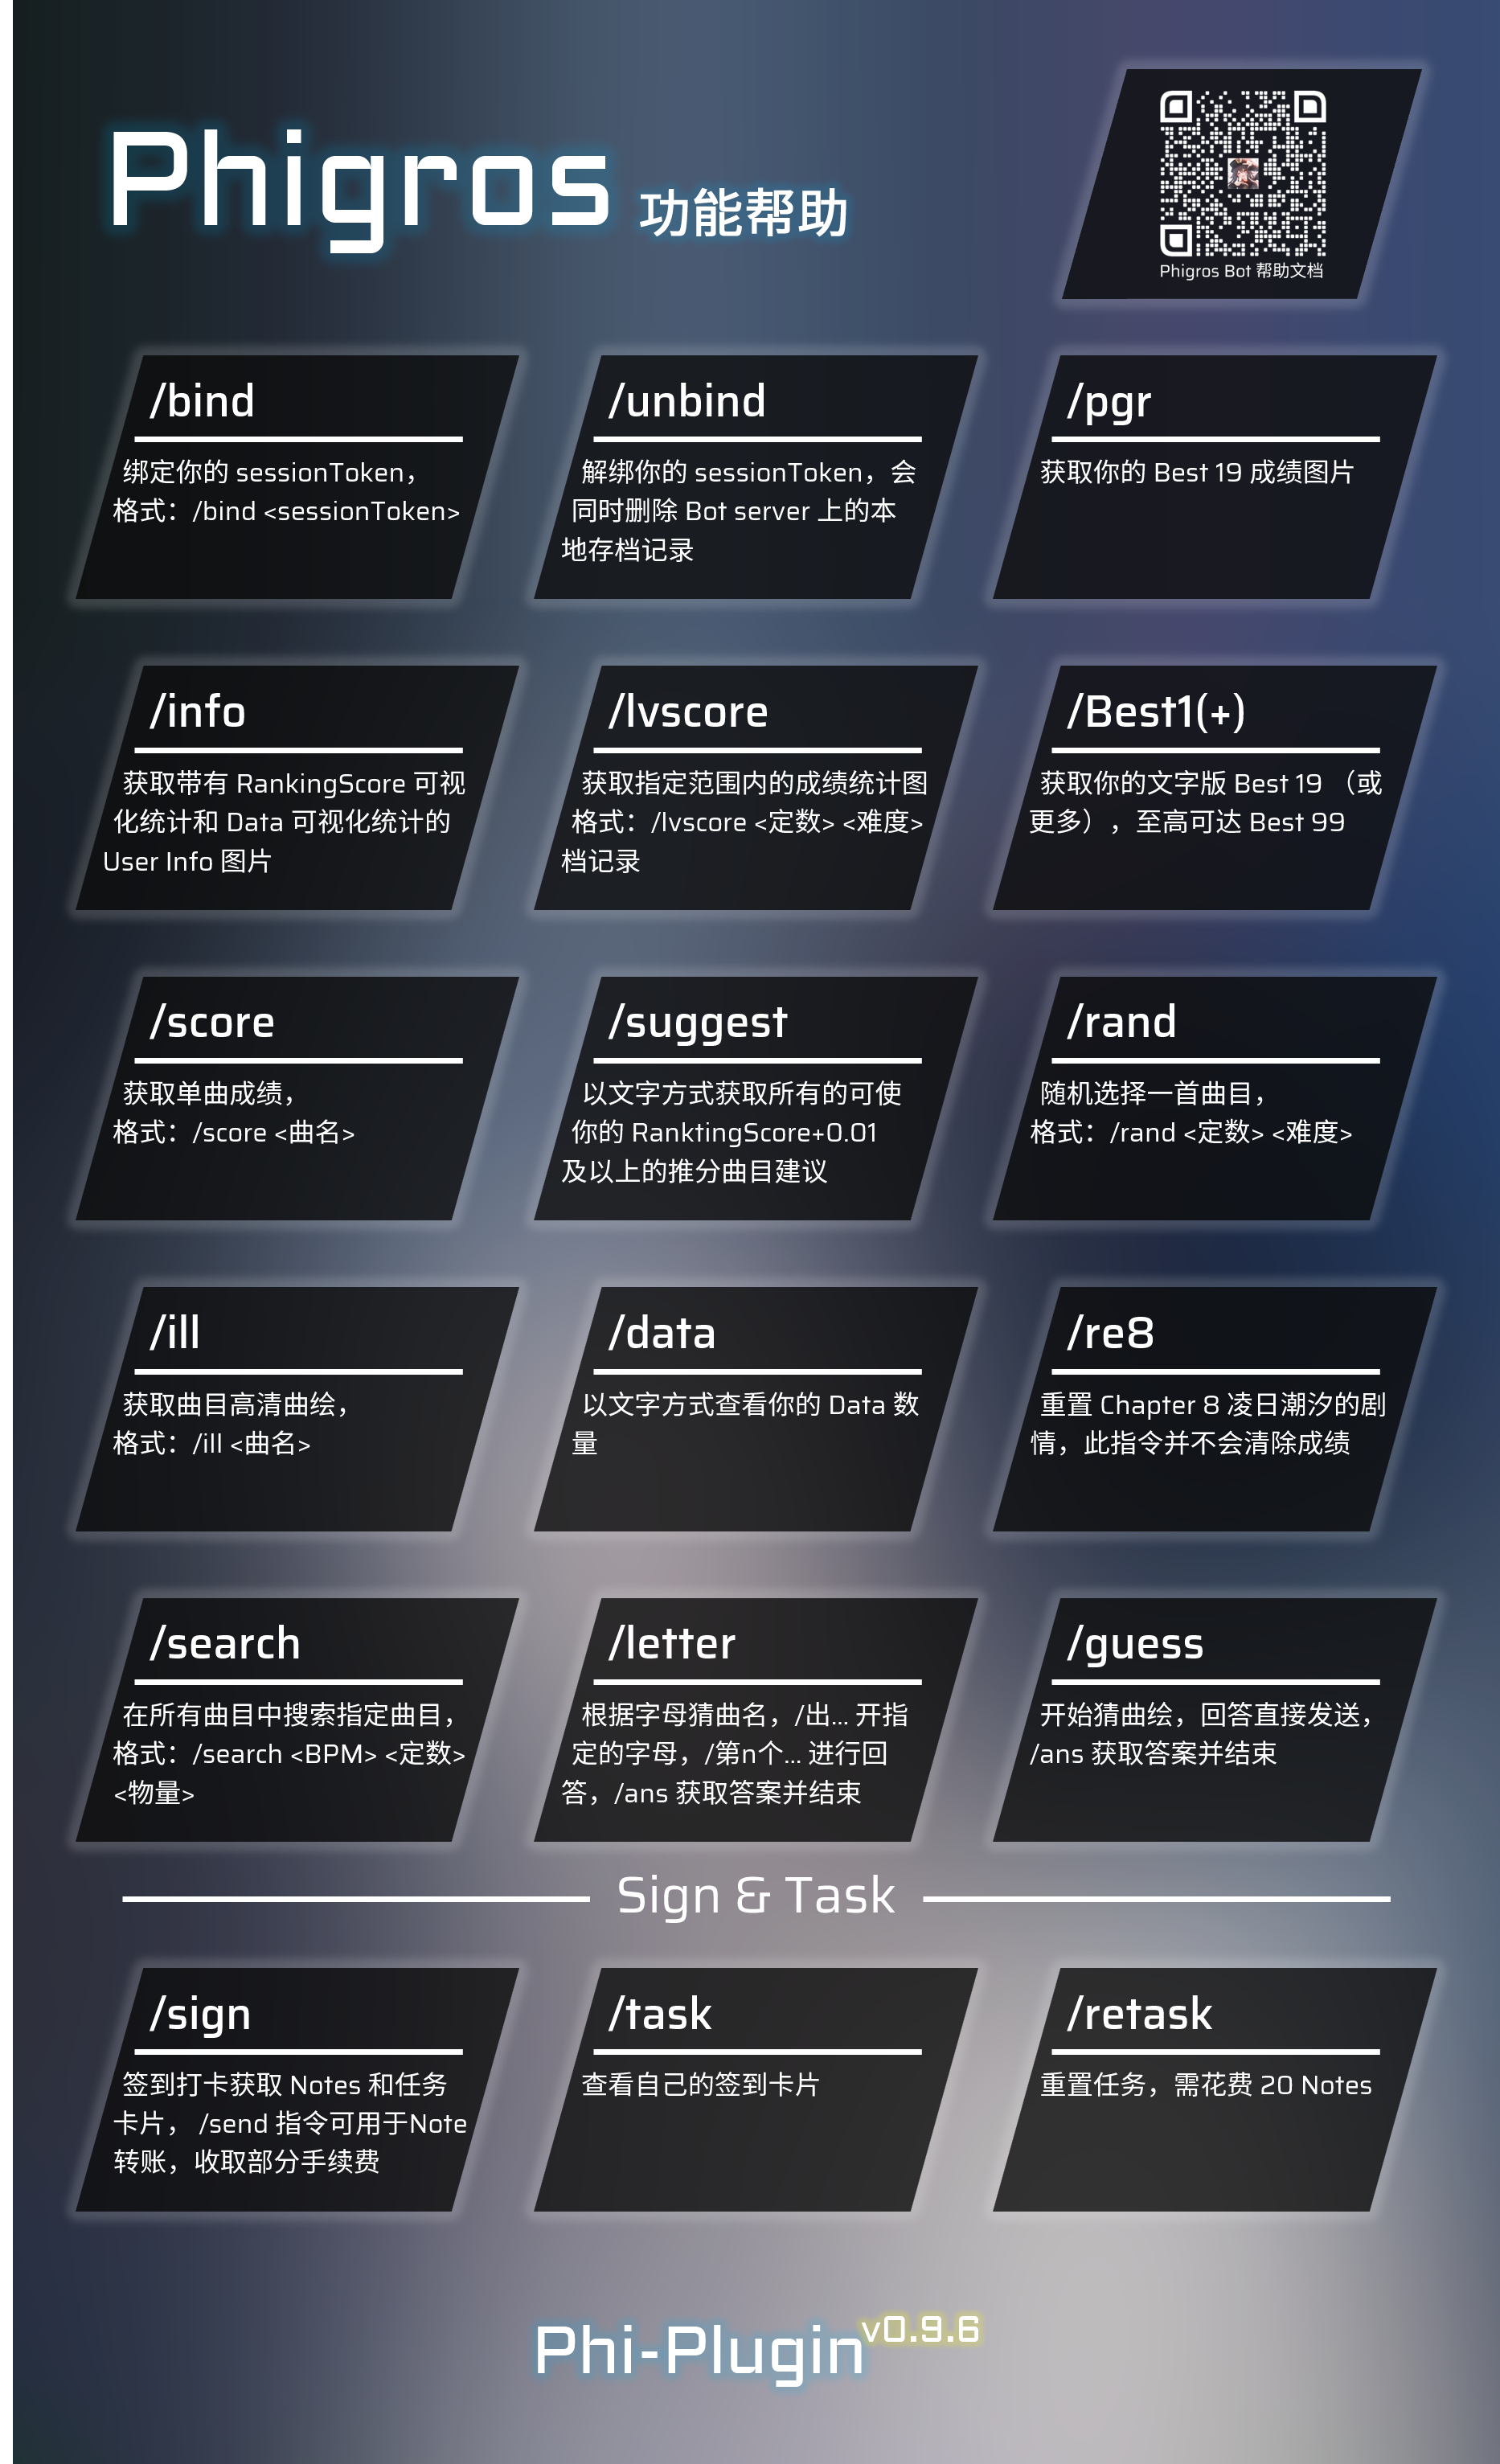 Phigros 功能帮助
Phigros Bot 帮助文档
/bind
绑定你的 sessionToken，
格式：/bind <sessionToken>
/unbind
解绑你的 sessionToken，会
同时删除 Bot server 上的本
地存档记录
/pgr
获取你的 Best 19 成绩图片
/info
获取带有 RankingScore 可视
化统计和 Data 可视化统计的
User Info 图片
/lvscore
获取指定范围内的成绩统计图
格式：/lvscore <定数> <难度>
档记录
/Best1(+)
获取你的文字版 Best 19 （或
更多），至高可达 Best 99
/score
获取单曲成绩，
格式：/score <曲名>
/suggest
以文字方式获取所有的可使
你的 RanktingScore+0.01
及以上的推分曲目建议
/rand
随机选择一首曲目，
格式：/rand <定数> <难度>
/ill
获取曲目高清曲绘，
格式：/ill <曲名>
/data
以文字方式查看你的 Data 数
量
/re8
重置 Chapter 8 凌日潮汐的剧
情，此指令并不会清除成绩
/search
在所有曲目中搜索指定曲目，
格式：/search <BPM> <定数>
<物量>
/letter
根据字母猜曲名，/出... 开指
定的字母，/第n个... 进行回
答，/ans 获取答案并结束
/guess
开始猜曲绘，回答直接发送，
/ans 获取答案并结束
Sign & Task
/sign
签到打卡获取 Notes 和任务
卡片， /send 指令可用于Note
转账，收取部分手续费
/task
查看自己的签到卡片
/retask
重置任务，需花费 20 Notes
Phi-Plugin v0.9.6